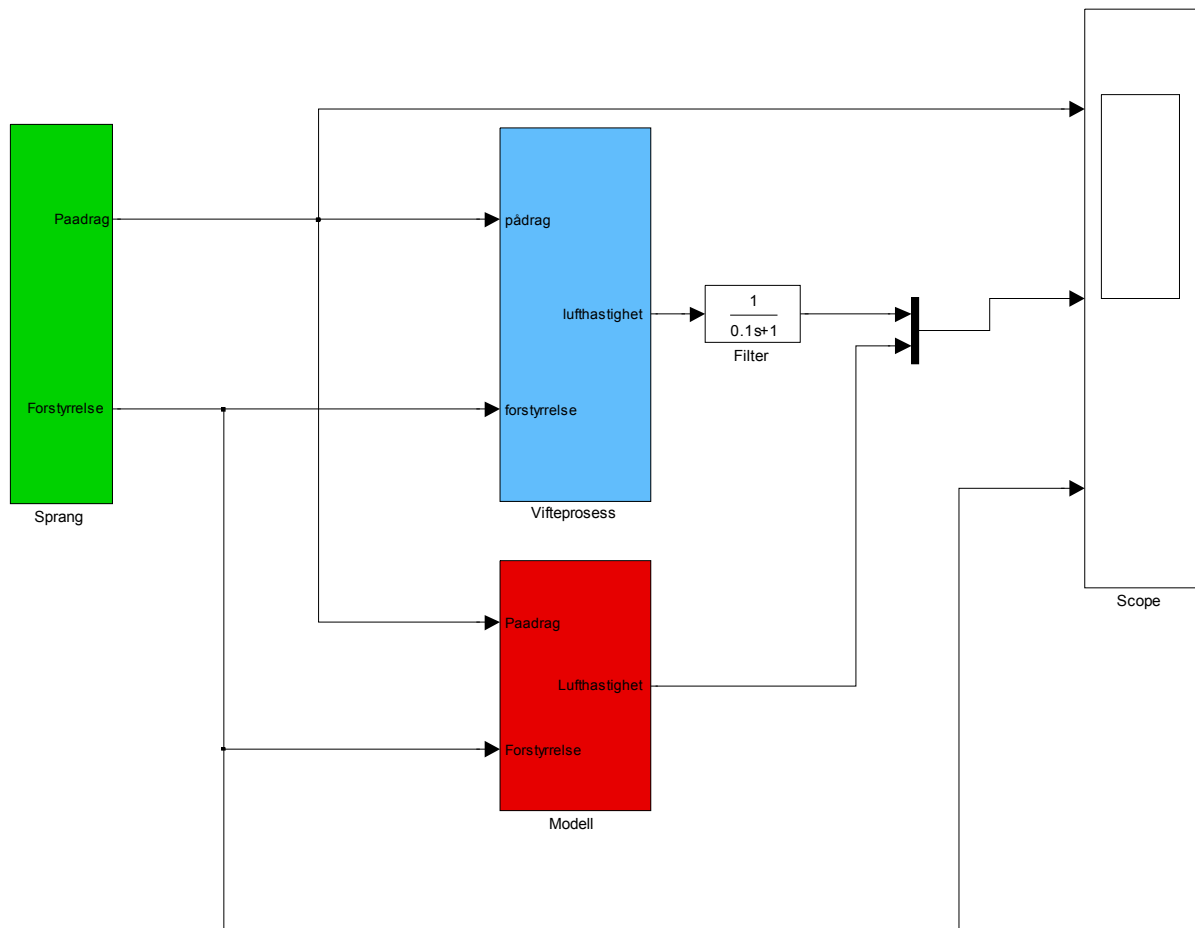 Paadrag
Forstyrrelse
Sprang
pådrag
lufthastighet
forstyrrelse
Vifteprosess
1
0.1s+1
Filter
Paadrag
Lufthastighet
Forstyrrelse
Modell
Scope